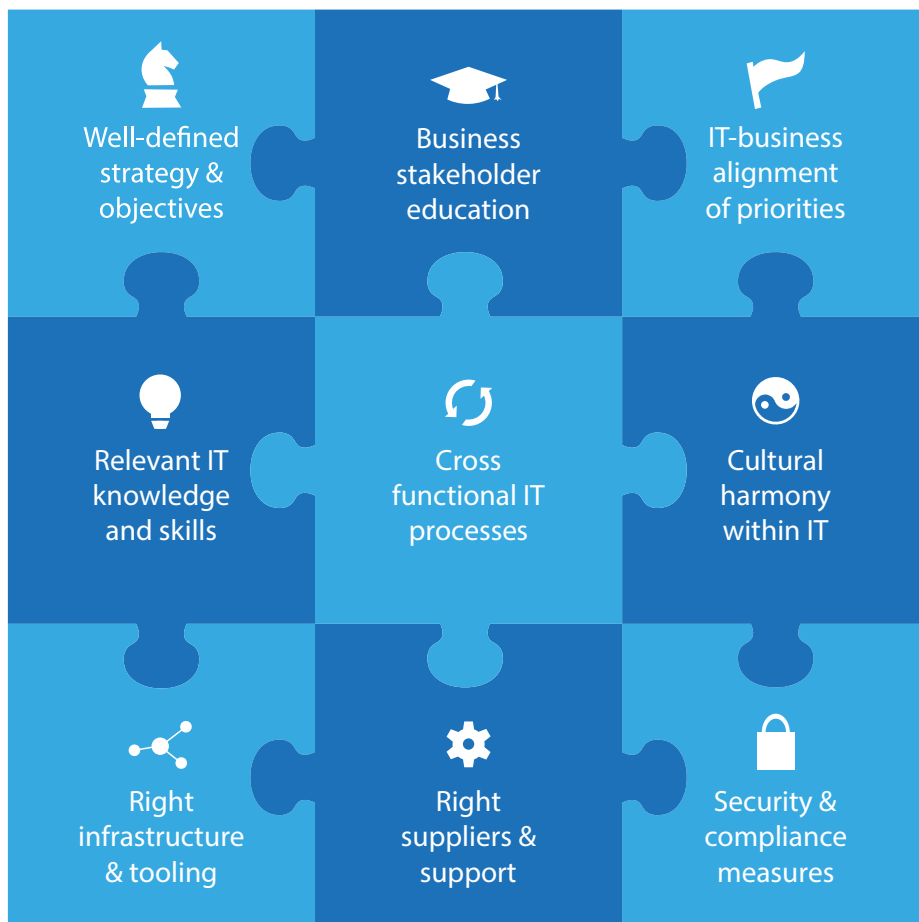 Well-defined
strategy &
objectives
Business
stakeholder
education
IT-business
alignment
of priorities
Relevant IT
knowledge
and skills
Cross
functional IT
processes
Cultural
harmony
within IT
Right
infrastructure
& tooling
Right
suppliers &
support
Security &
compliance
measures